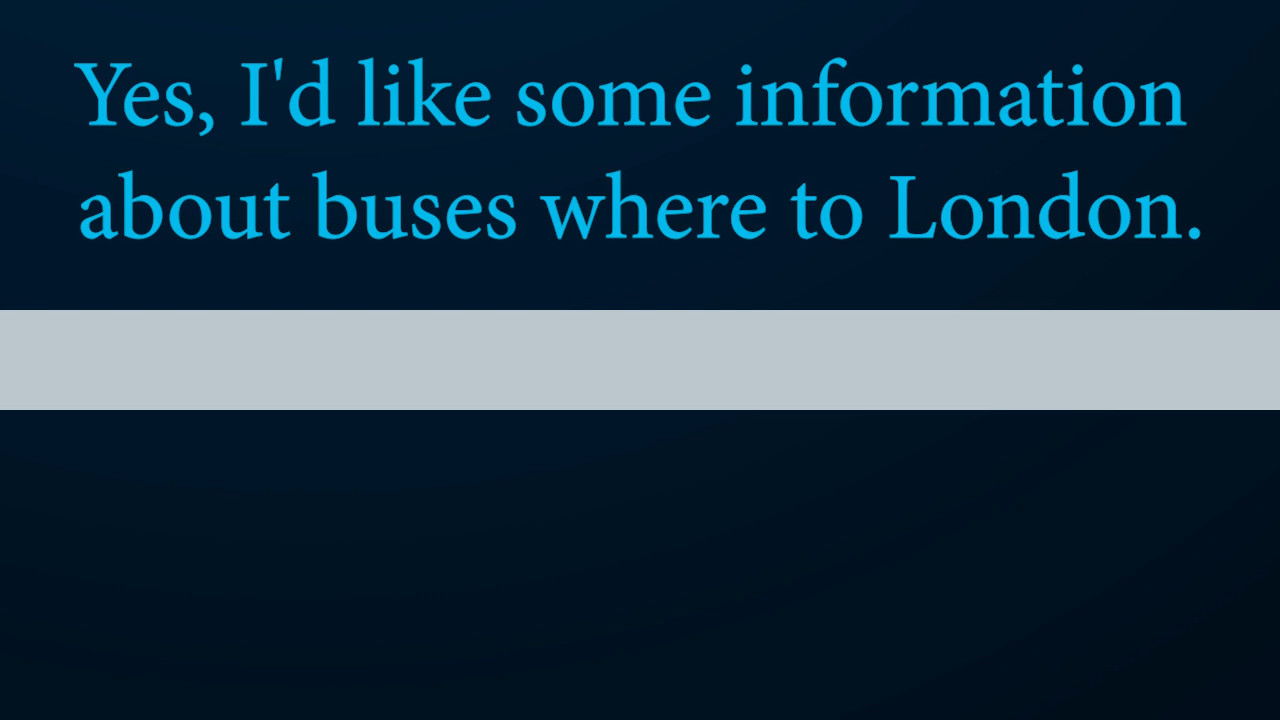 Yes, I'd like some information
about buses where to London.